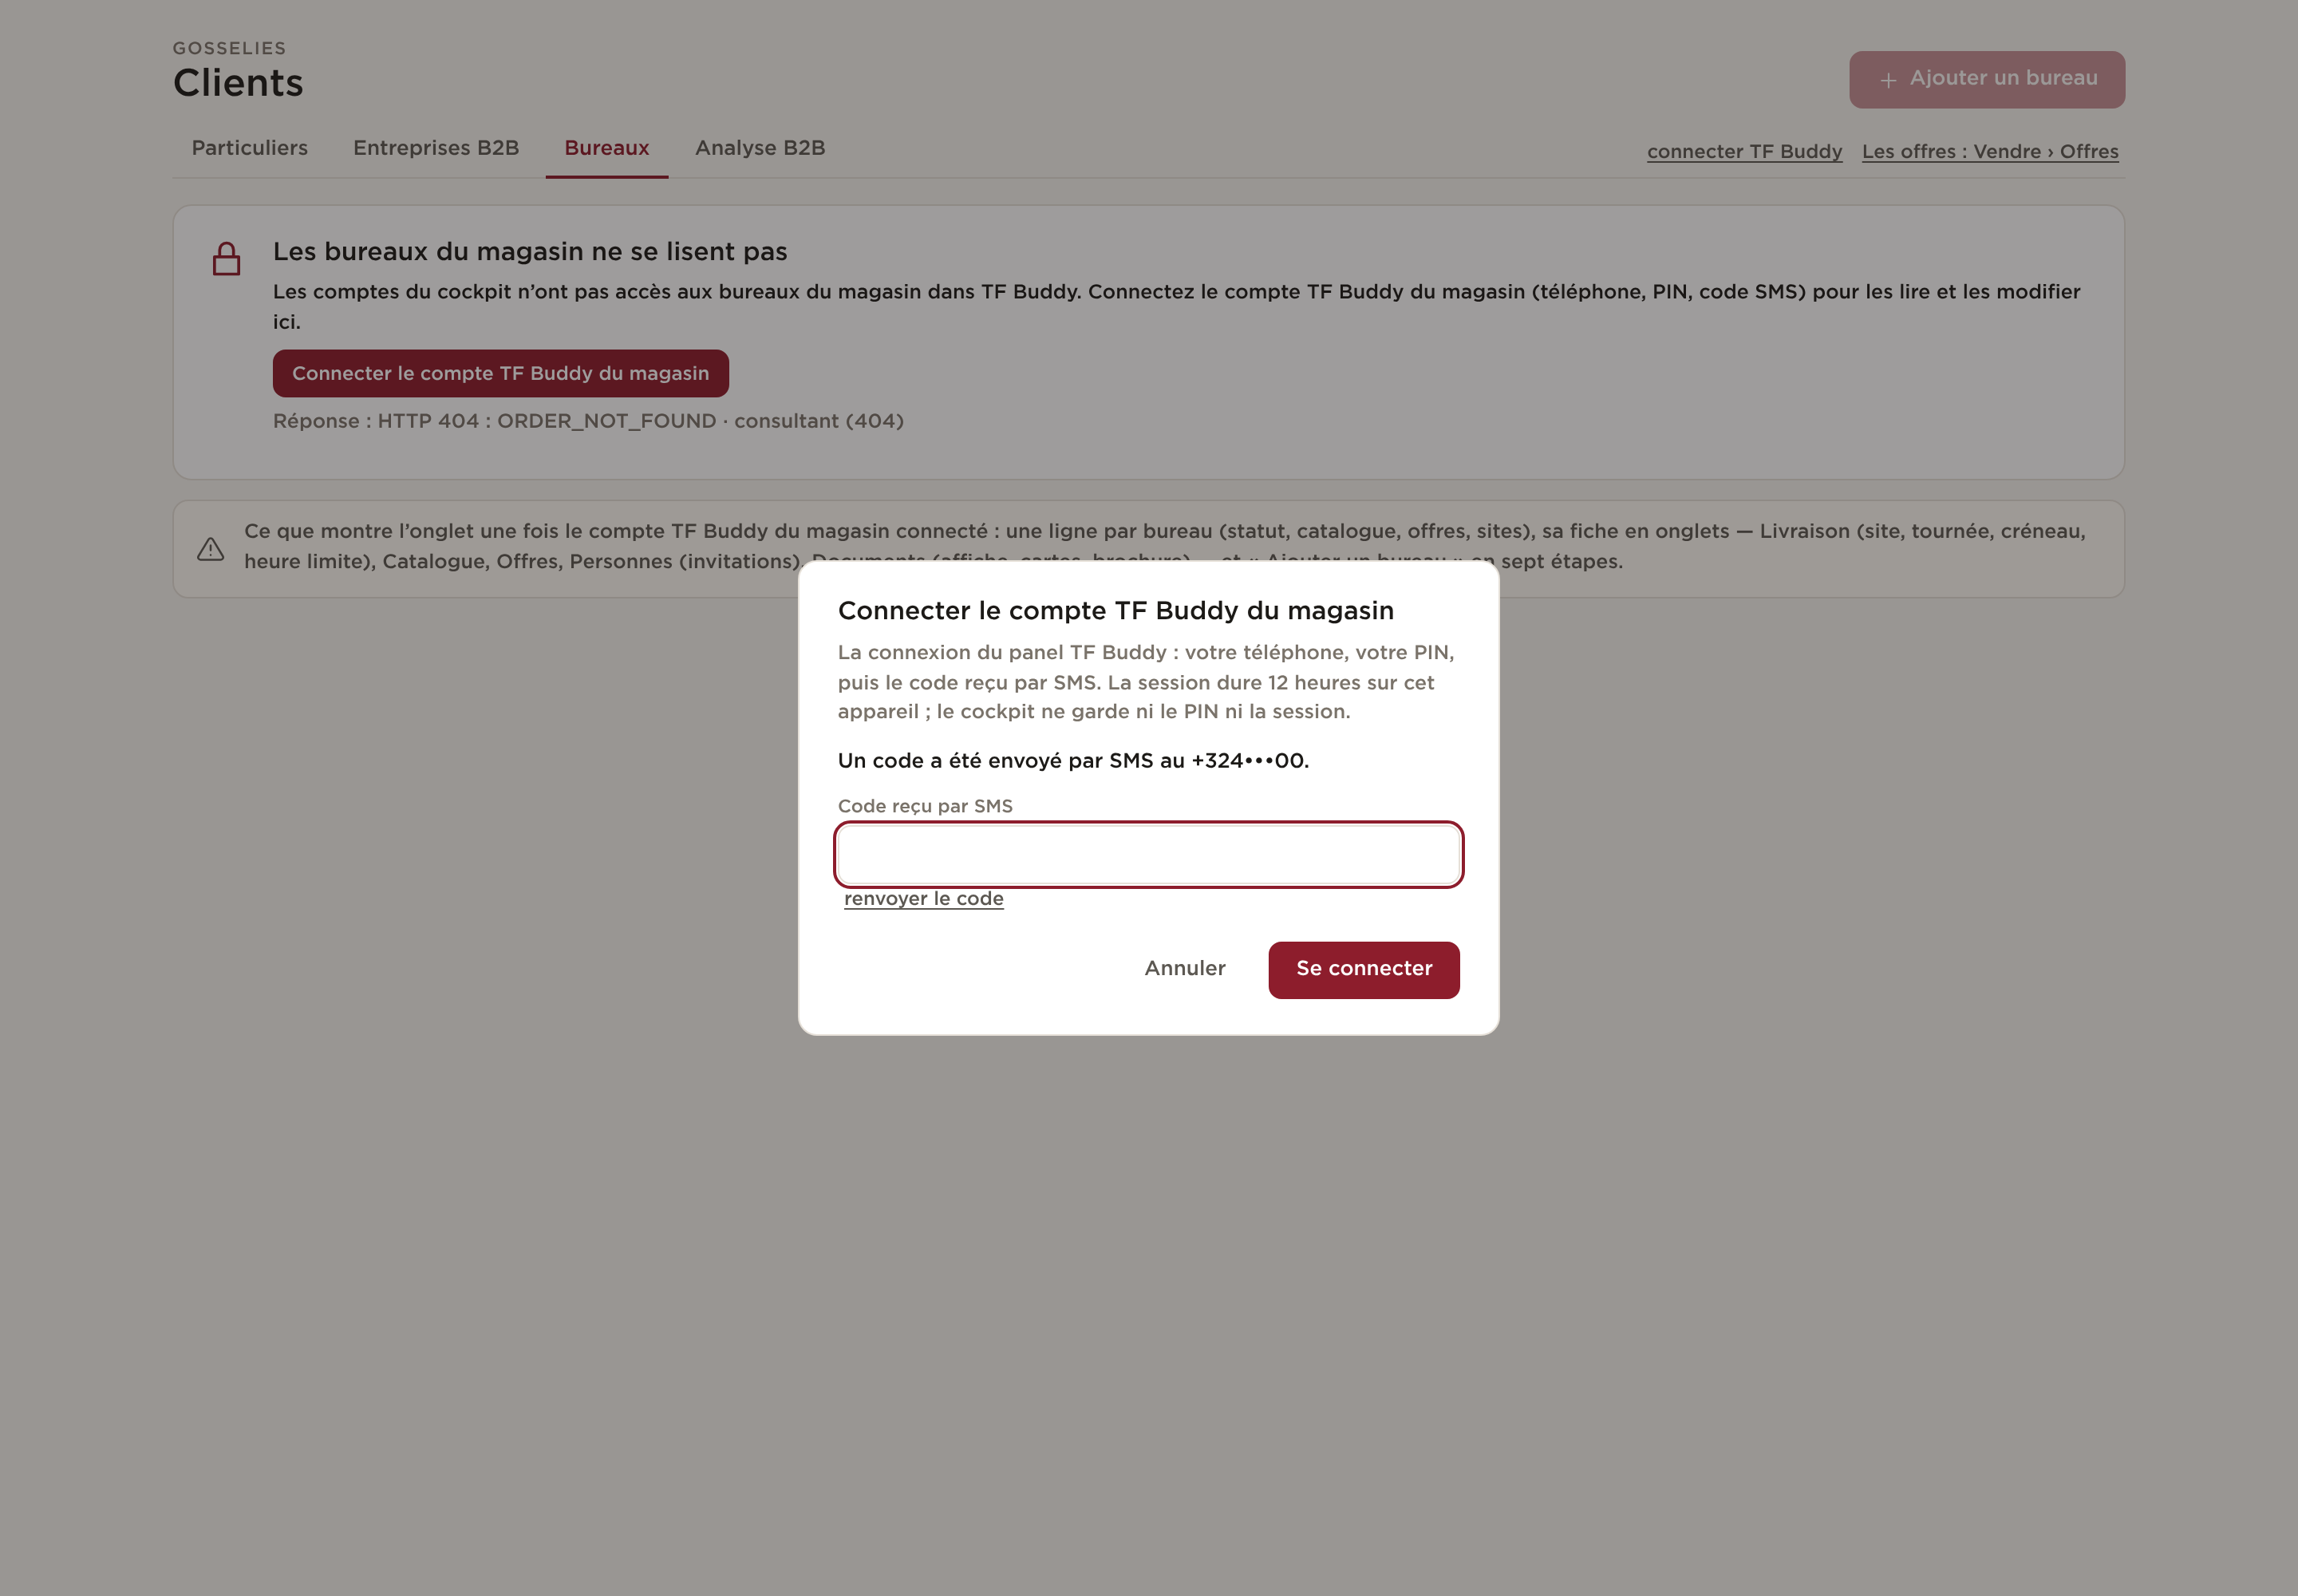 GOSSELIES
Clients
+ Ajouter un bureau
Particuliers
Entreprises B2B
Bureaux
Analyse B2B
connecter TF Buddy
Les offres : Vendre › Offres
Les bureaux du magasin ne se lisent pas
Les comptes du cockpit n’ont pas accès aux bureaux du magasin dans TF Buddy. Connectez le compte TF Buddy du magasin (téléphone, PIN, code SMS) pour les lire et les modifier
ici.
Connecter le compte TF Buddy du magasin
Réponse : HTTP 404 : ORDER_NOT_FOUND · consultant (404)
Ce que montre l’onglet une fois le compte TF Buddy du magasin connecté : une ligne par bureau (statut, catalogue, offres, sites), sa fiche en onglets — Livraison (site, tournée, créneau,
heure limite), Catalogue, Offres, Personnes (invitations), Documents (affiche, cartes, brochure) — et « Ajouter un bureau » en sept étapes.
Connecter le compte TF Buddy du magasin
La connexion du panel TF Buddy : votre téléphone, votre PIN,
puis le code reçu par SMS. La session dure 12 heures sur cet
appareil ; le cockpit ne garde ni le PIN ni la session.
Un code a été envoyé par SMS au +324•••00.
Code reçu par SMS
renvoyer le code
Annuler
Se connecter